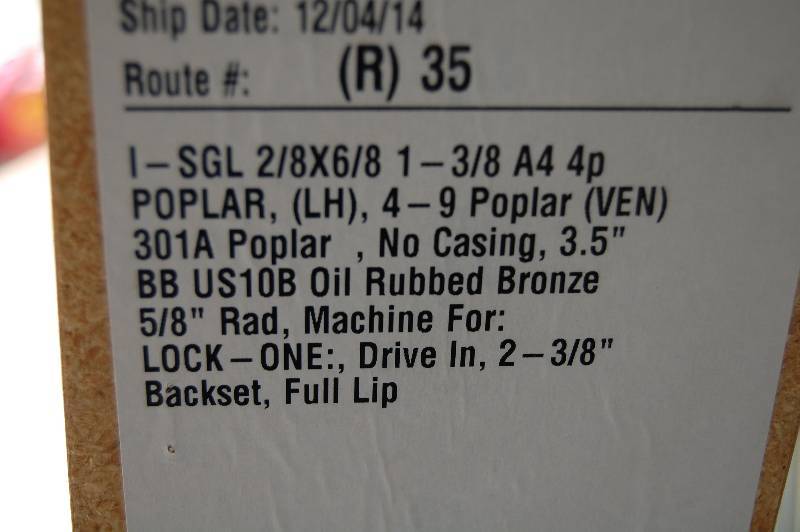 Ship Date: 12/04/14
Route #: (R) 35
I-SGL 2/8X6/8 1-3/8 A4 4p
POPLAR, (LH), 4-9 Poplar (VEN)
301A Poplar , No Casing, 3.5"
BB US10B Oil Rubbed Bronze
5/8" Rad, Machine For:
LOCK-ONE:, Drive In, 2-3/8"
Backset, Full Lip